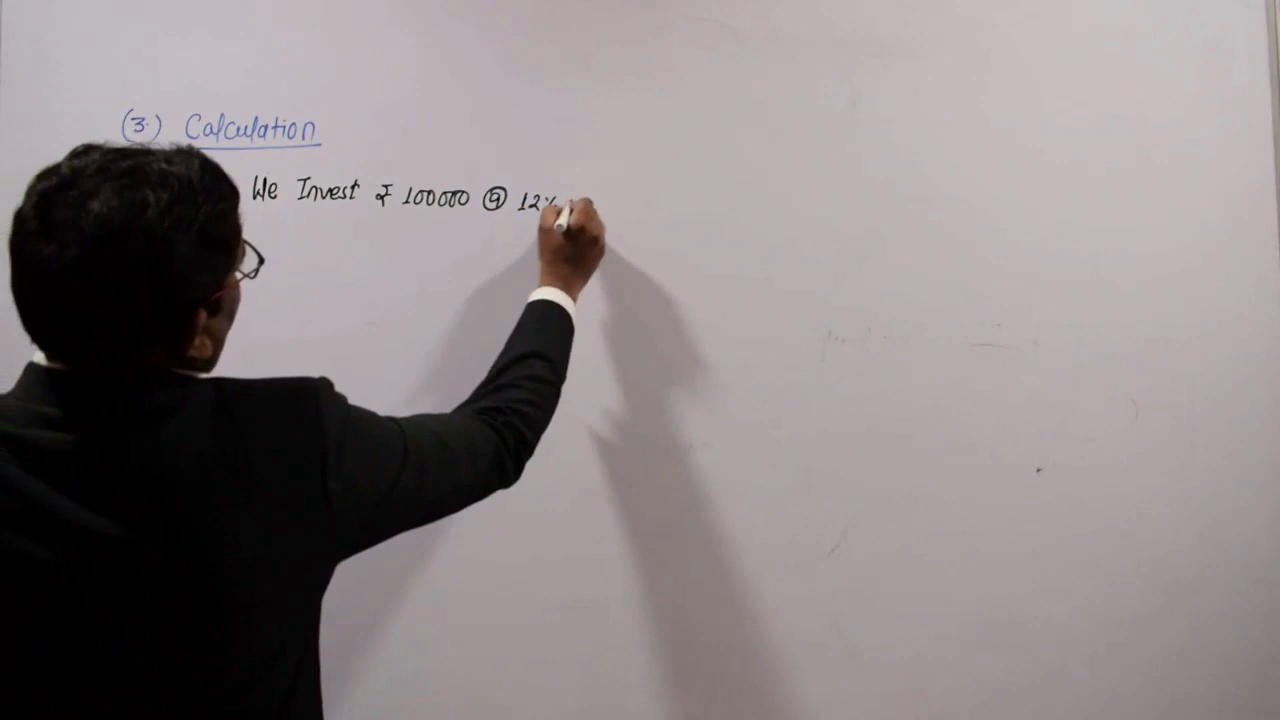 (3.) Calculation
We Invest ₹ 100000 @ 12%